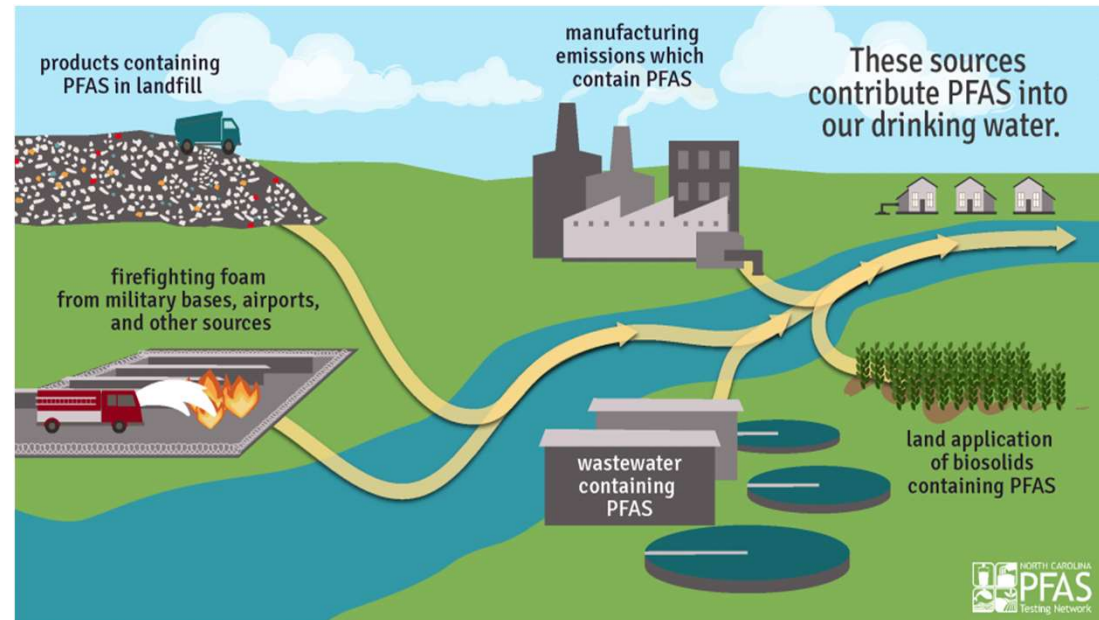 products containing
PFAS in landfill
manufacturing
emissions which
contain PFAS
These sources
contribute PFAS into
our drinking water.
firefighting foam
from military bases, airports,
and other sources
wastewater
containing
PFAS
land application
of biosolids
containing PFAS
NORTH CAROLINA
PFAS
Testing Network